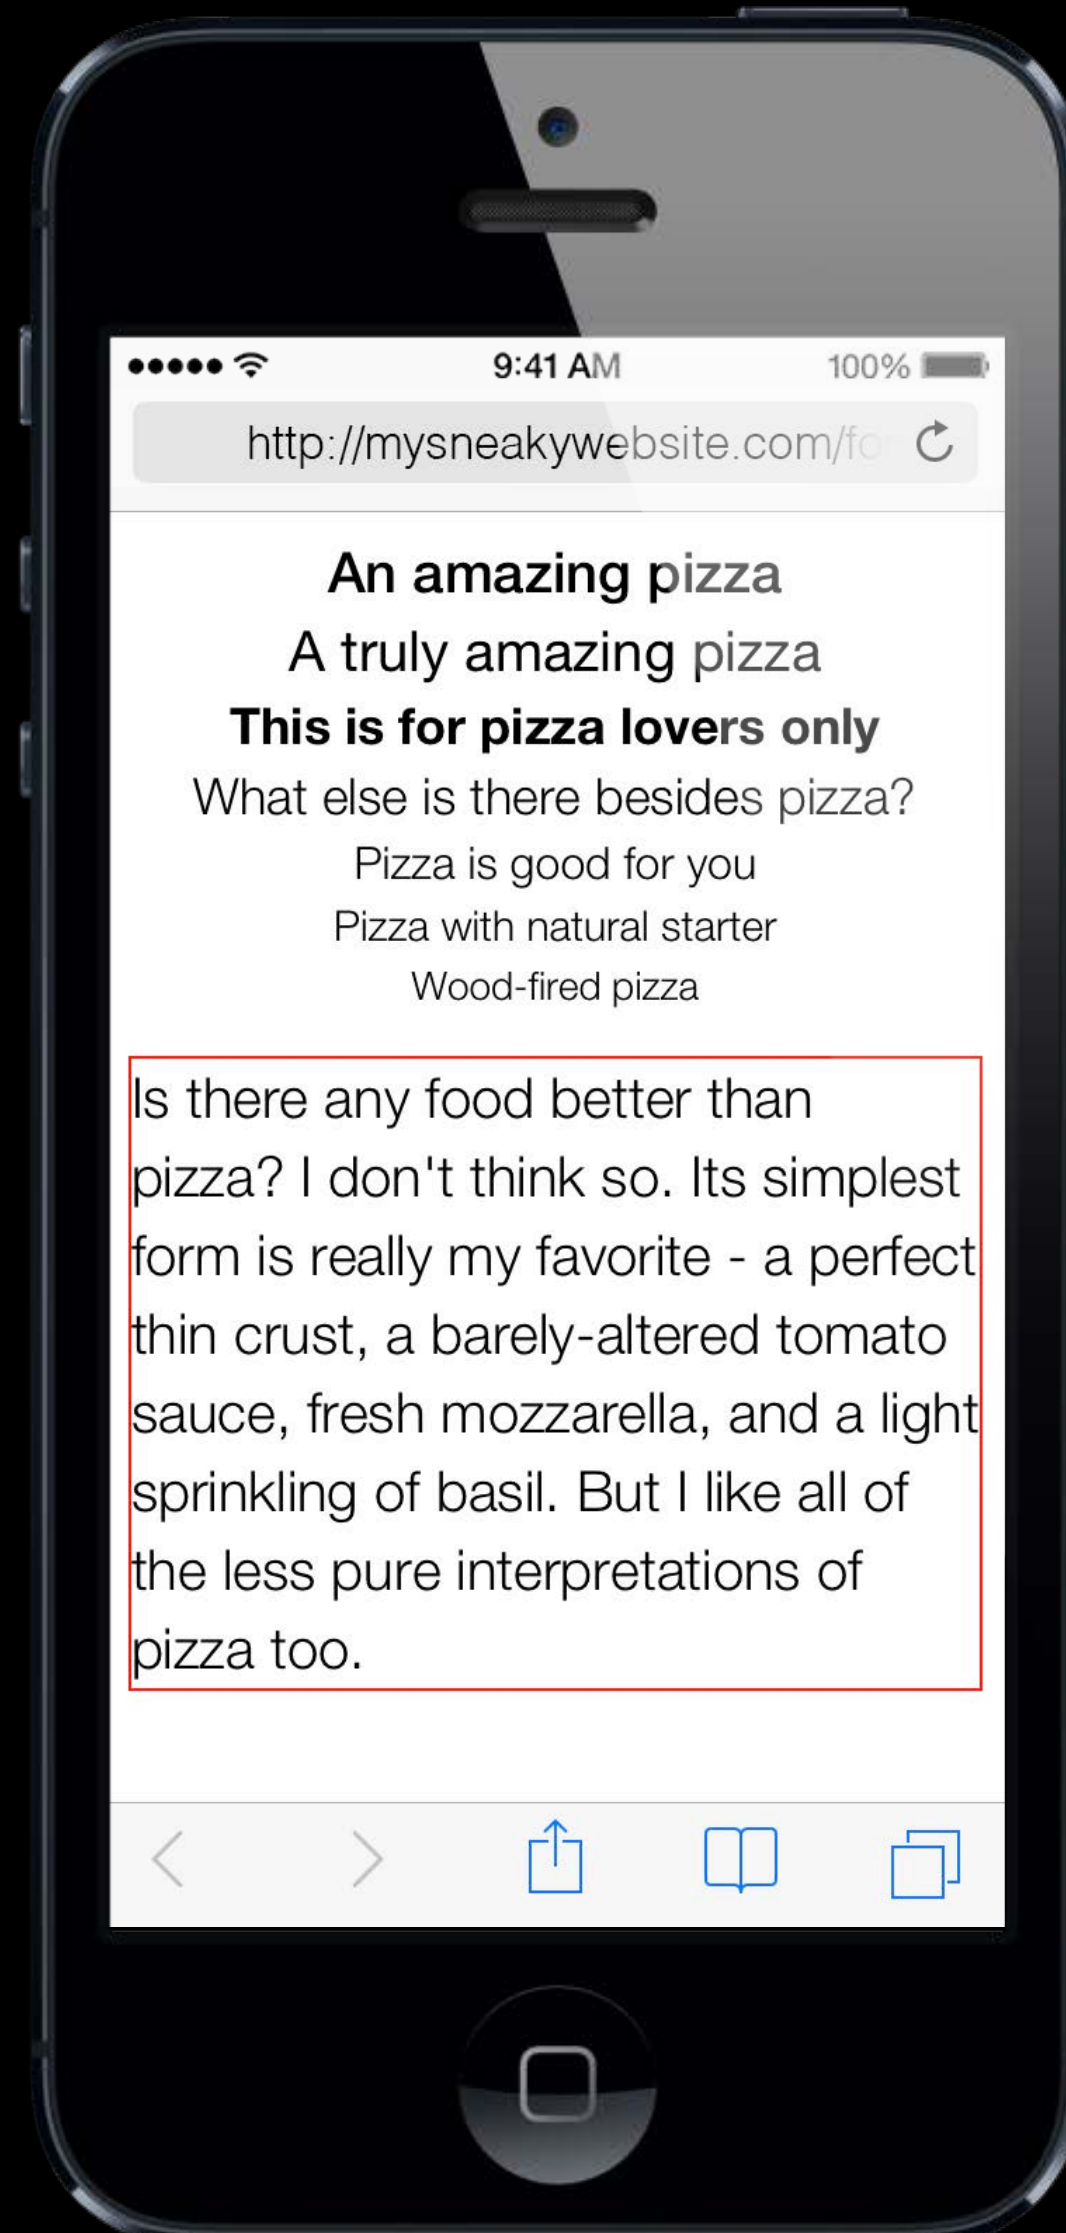 9:41 AM 100%
http://mysneakywebsite.com/fo
An amazing pizza
A truly amazing pizza
This is for pizza lovers only
What else is there besides pizza?
Pizza is good for you
Pizza with natural starter
Wood-fired pizza
Is there any food better than
pizza? I don't think so. Its simplest
form is really my favorite - a perfect
thin crust, a barely-altered tomato
sauce, fresh mozzarella, and a light
sprinkling of basil. But I like all of
the less pure interpretations of
pizza too.